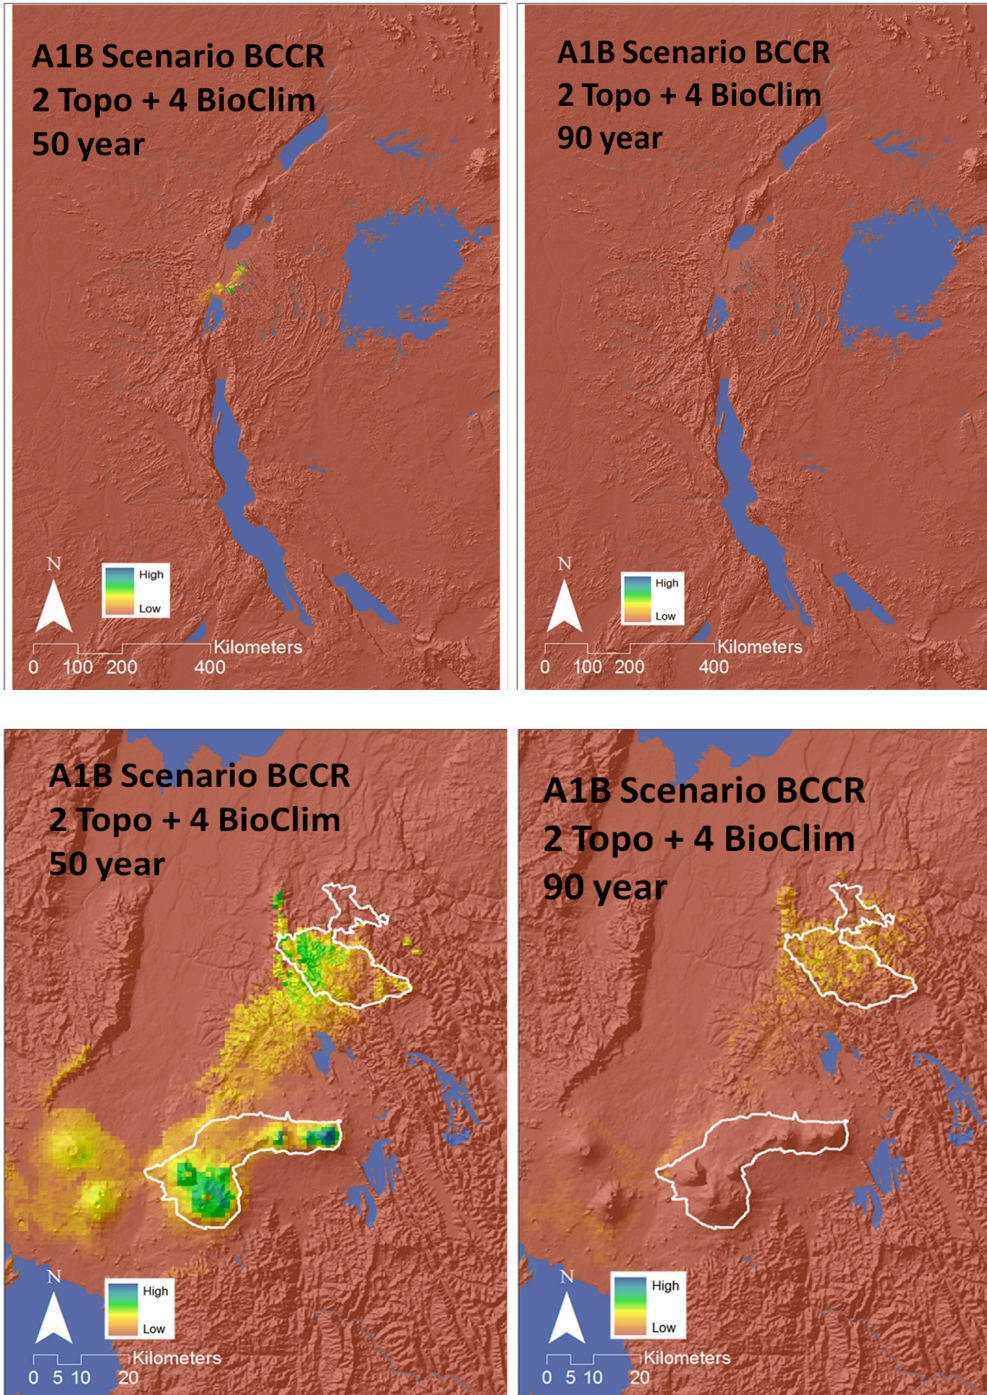 A1B Scenario BCCR
2 Topo + 4 BioClim
50 year
N
High
Low
Kilometers
0 100 200 400
A1B Scenario BCCR
2 Topo + 4 BioClim
90 year
N
High
Low
Kilometers
0 100 200 400
A1B Scenario BCCR
2 Topo + 4 BioClim
50 year
N
High
Low
Kilometers
0 5 10 20
A1B Scenario BCCR
2 Topo + 4 BioClim
90 year
N
High
Low
Kilometers
0 5 10 20